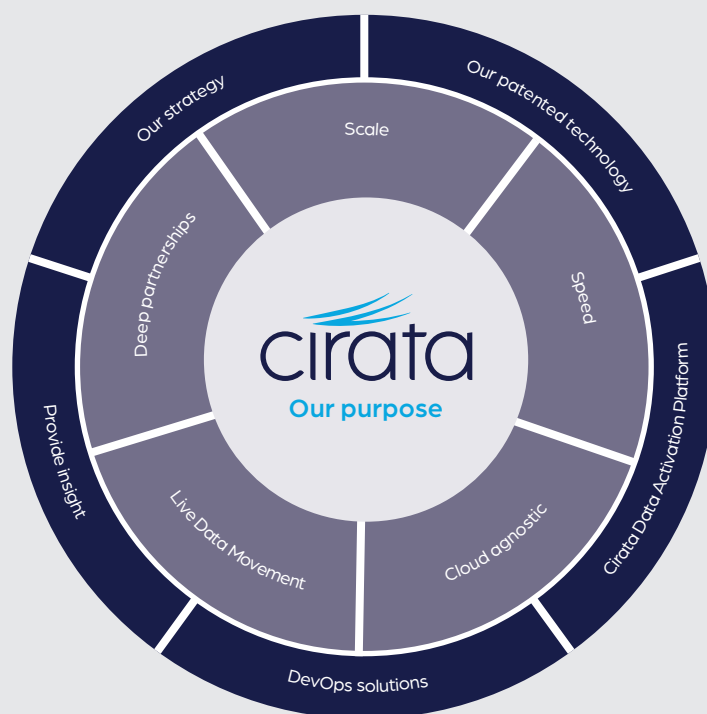 Our strategy
Our patented technology
Cirata Data Activation Platform
DevOps solutions
Provide insight
Scale
Speed
Cloud agnostic
Live Data Movement
Deep partnerships
cirata
Our purpose